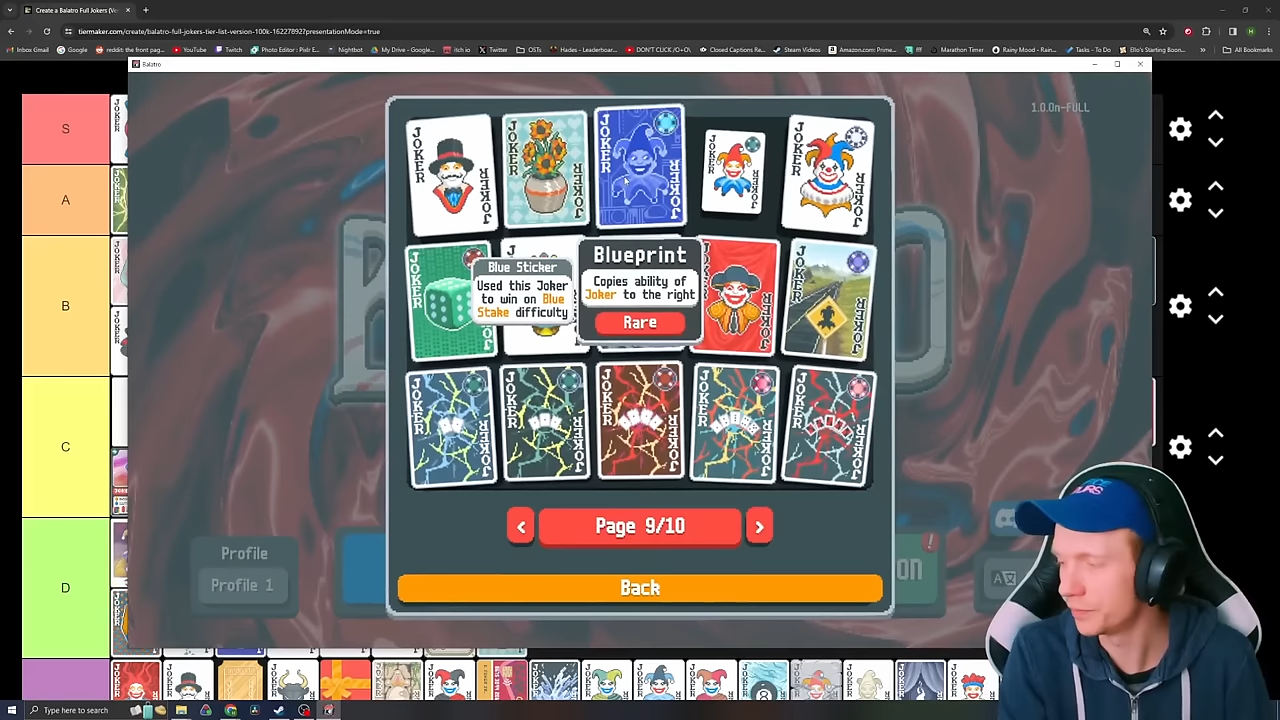 Create a Balatro Full Jokers (Ve
tiermaker.com/create/balatro-full-jokers-tier-list-version-100k-16227892?presentationMode=true
Inbox Gmail
Google
reddit: the front pag...
YouTube
Twitch
Photo Editor : Pixlr E...
Nightbot
My Drive - Google...
itch io
Twitter
OSTs
Hades - Leaderboar...
DON'T CLICK /O+O\
Closed Captions Re...
Steam Videos
Amazon.com: Prime...
Marathon Timer
Rainy Mood - Rain...
Tasks - To Do
Ello's Starting Boon...
All Bookmarks
Balatro
1.0.0n-FULL
S
A
B
C
D
JOKER
JOKER
Blue Sticker
Used this Joker
to win on Blue
Stake difficulty
Blueprint
Copies ability of
Joker to the right
Rare
Page 9/10
Back
Profile
Profile 1
ON
Type here to search